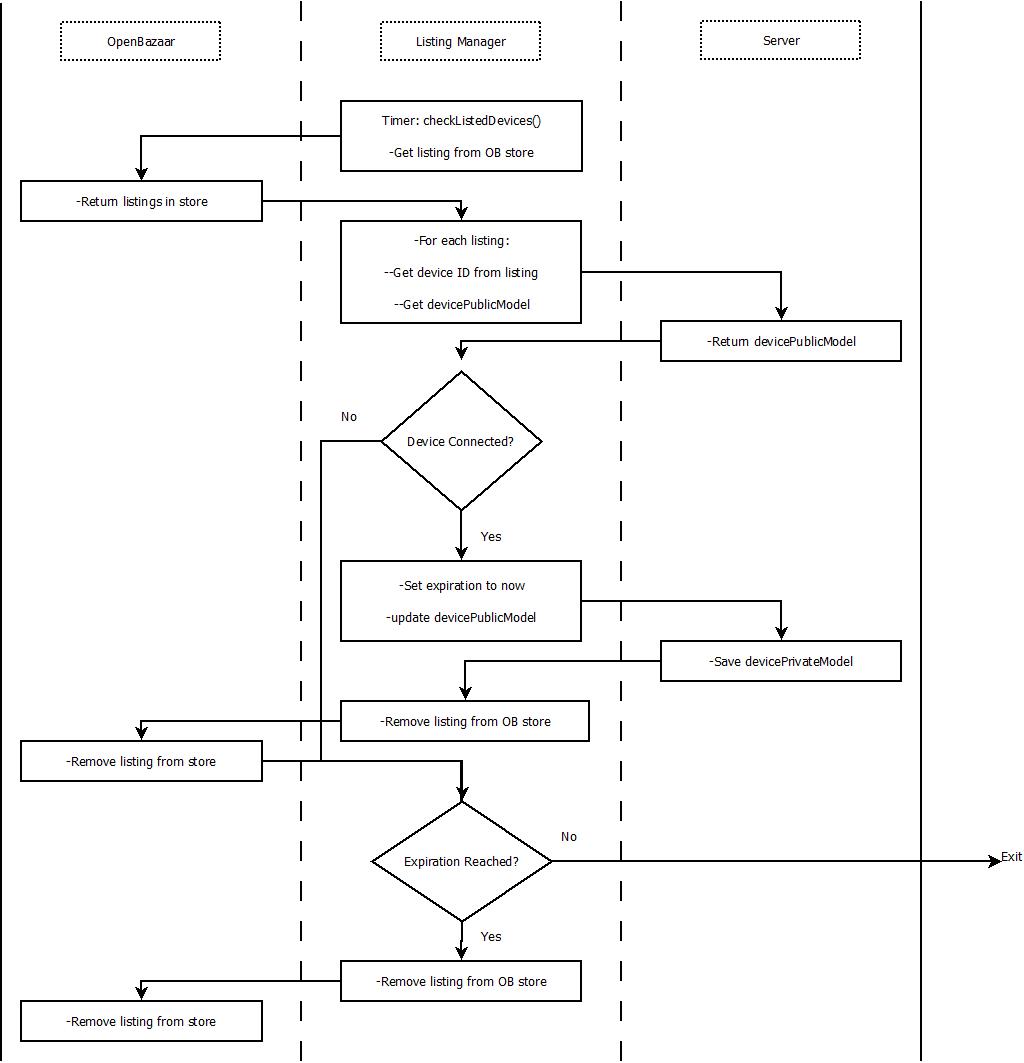 OpenBazaar
Listing Manager
Server
Timer: checkListedDevices()
-Get listing from OB store
-Return listings in store
-For each listing:
--Get device ID from listing
--Get devicePublicModel
-Return devicePublicModel
No
Device Connected?
Yes
-Set expiration to now
-update devicePublicModel
-Save devicePrivateModel
-Remove listing from OB store
-Remove listing from store
No
Expiration Reached?
Exit
Yes
-Remove listing from OB store
-Remove listing from store